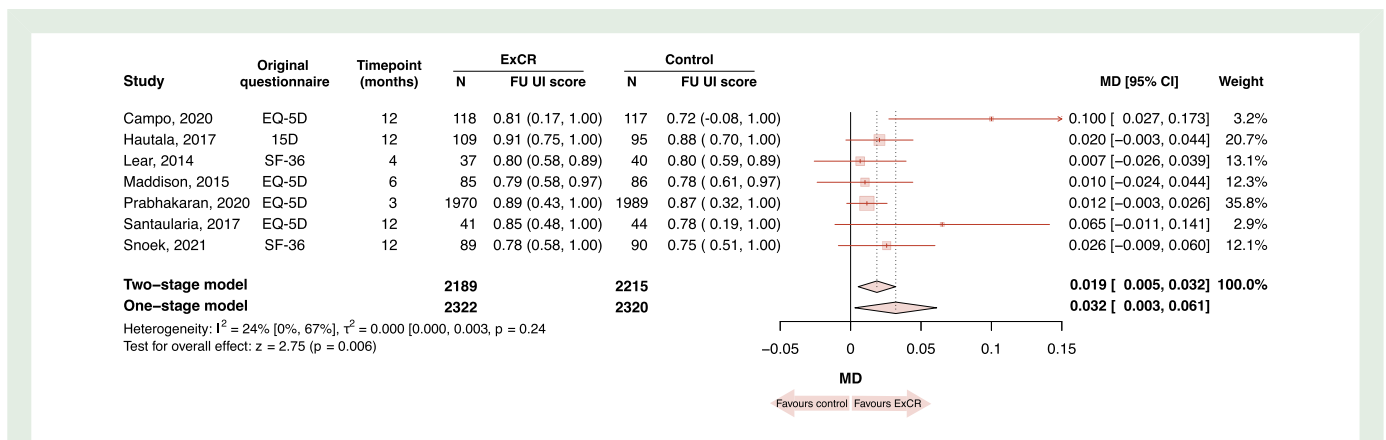 ExCR Control
Study Original questionnaire Timepoint (months) N FU UI score N FU UI score MD [95% CI] Weight
Campo, 2020 EQ-5D 12 118 0.81 (0.17, 1.00) 117 0.72 (-0.08, 1.00) 0.100 [ 0.027, 0.173] 3.2%
Hautala, 2017 15D 12 109 0.91 (0.75, 1.00) 95 0.88 ( 0.70, 1.00) 0.020 [−0.003, 0.044] 20.7%
Lear, 2014 SF-36 4 37 0.80 (0.58, 0.89) 40 0.80 ( 0.59, 0.89) 0.007 [−0.026, 0.039] 13.1%
Maddison, 2015 EQ-5D 6 85 0.79 (0.58, 0.97) 86 0.78 ( 0.61, 0.97) 0.010 [−0.024, 0.044] 12.3%
Prabhakaran, 2020 EQ-5D 3 1970 0.89 (0.43, 1.00) 1989 0.87 ( 0.32, 1.00) 0.012 [−0.003, 0.026] 35.8%
Santaularia, 2017 EQ-5D 12 41 0.85 (0.48, 1.00) 44 0.78 ( 0.19, 1.00) 0.065 [−0.011, 0.141] 2.9%
Snoek, 2021 SF-36 12 89 0.78 (0.58, 1.00) 90 0.75 ( 0.51, 1.00) 0.026 [−0.009, 0.060] 12.1%
Two−stage model 2189 2215 0.019 [ 0.005, 0.032] 100.0%
One−stage model 2322 2320 0.032 [ 0.003, 0.061]
Heterogeneity: I² = 24% [0%, 67%], τ² = 0.000 [0.000, 0.003, p = 0.24
Test for overall effect: z = 2.75 (p = 0.006)
−0.05 0 0.05 0.1 0.15
MD
Favours control Favours ExCR